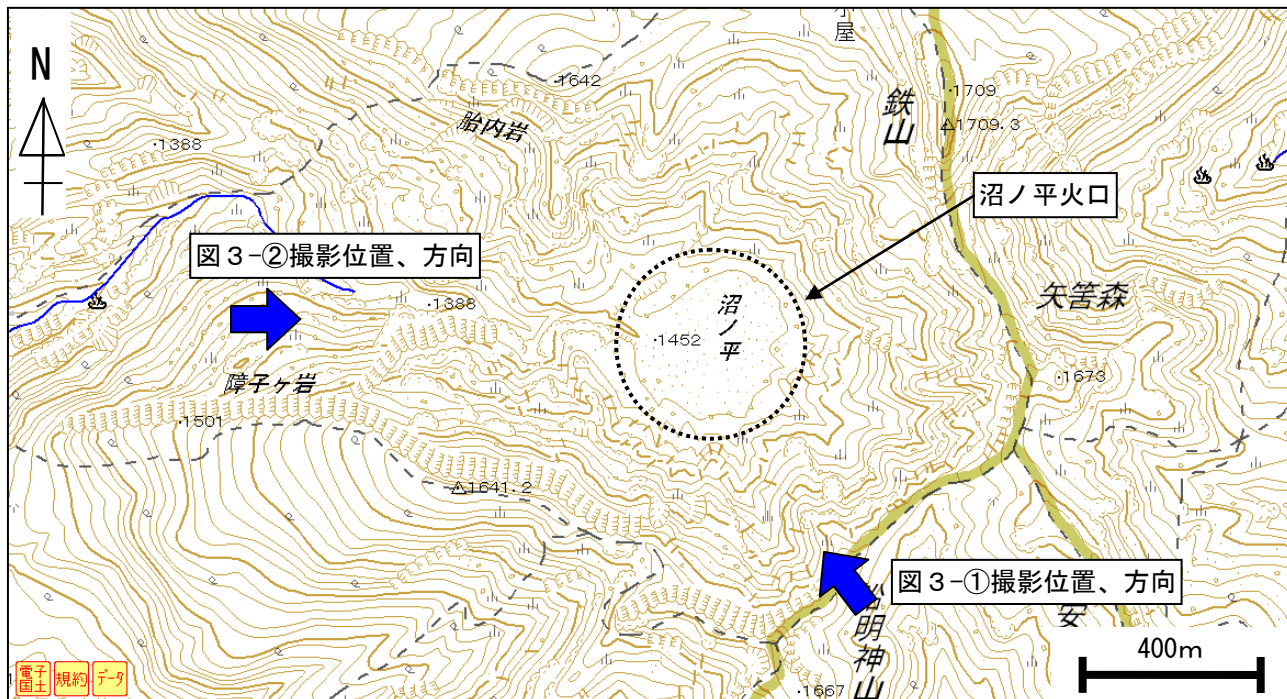 N
小
屋
・1642
・1709
鉄山
△1709.3
胎内岩
・1388
沼ノ平火口
図3-②撮影位置、方向
矢筈森
・1388
沼ノ平
・1452
障子ヶ岩
・1673
・1501
△1641.2
図3-①撮影位置、方向
明神山
安
400m
・1667
電子
国土
規約
データ